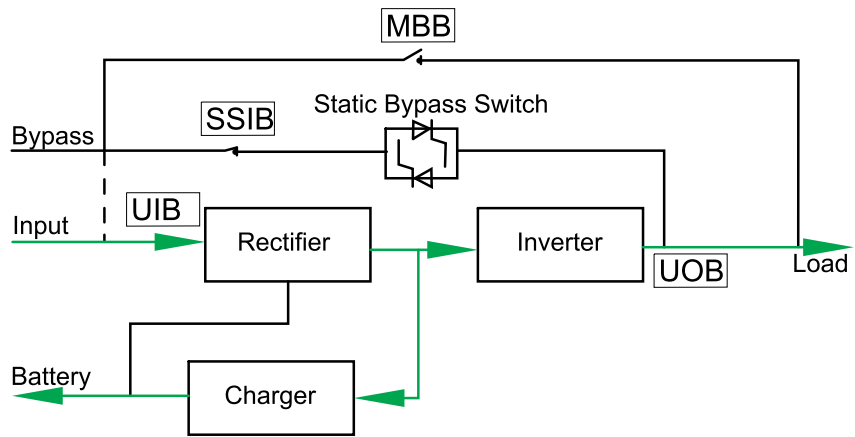 MBB
Static Bypass Switch
SSIB
Bypass
UIB
Input
Rectifier
Inverter
UOB
Load
Battery
Charger